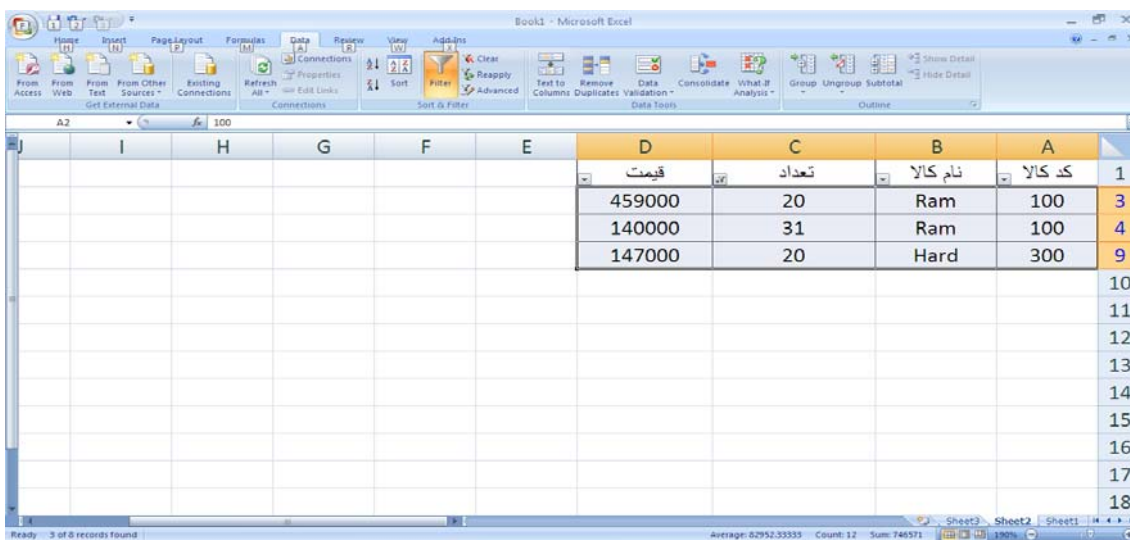 Book1 - Microsoft Excel
Home Insert Page Layout Formulas Data Review View Add-Ins
H N P M A R W X
From Access From Web From Text From Other Sources Existing Connections Refresh All Connections Properties Edit Links Sort Filter Clear Reapply Advanced Text to Columns Remove Duplicates Data Validation Consolidate What-If Analysis Group Ungroup Subtotal Show Detail Hide Detail
Get External Data Connections Sort & Filter Data Tools Outline
A2 fx 100
J I H G F E D C B A
قیمت تعداد نام کالا کد کالا 1
459000 20 Ram 100 3
140000 31 Ram 100 4
147000 20 Hard 300 9
10
11
12
13
14
15
16
17
18
Sheet3 Sheet2 Sheet1
Ready 3 of 8 records found Average: 82952.33333 Count: 12 Sum: 746571 190%